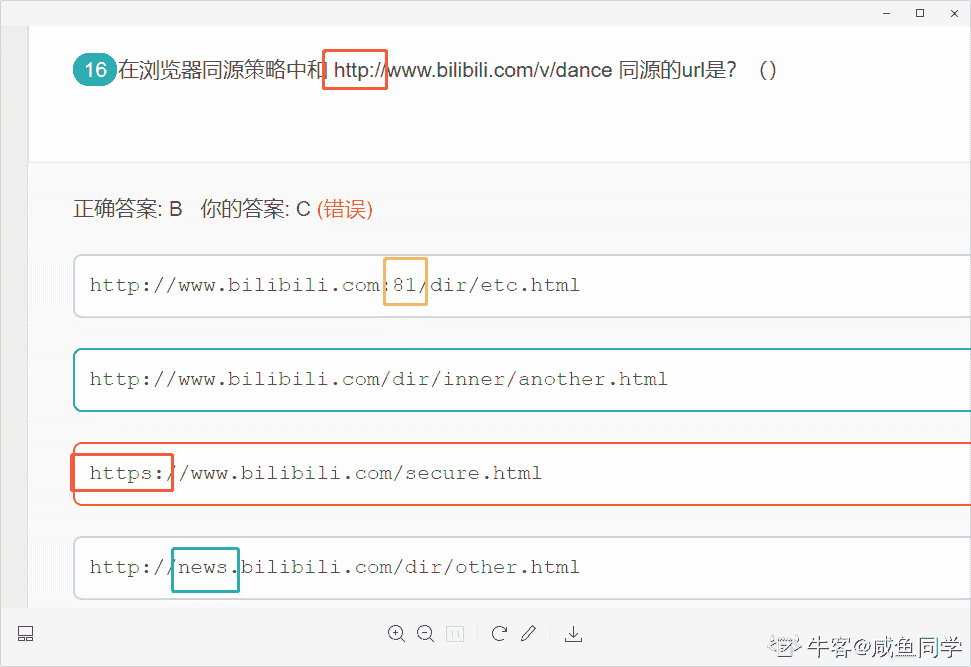 16 在浏览器同源策略中和 http://www.bilibili.com/v/dance 同源的url是？（）
正确答案: B 你的答案: C (错误)
http://www.bilibili.com:81/dir/etc.html
http://www.bilibili.com/dir/inner/another.html
https://www.bilibili.com/secure.html
http://news.bilibili.com/dir/other.html
1:1
牛客@咸鱼同学